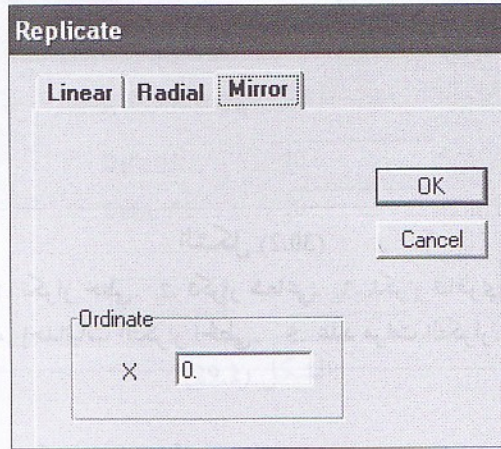 Replicate
Linear Radial Mirror
OK
Cancel
Ordinate
X 0.